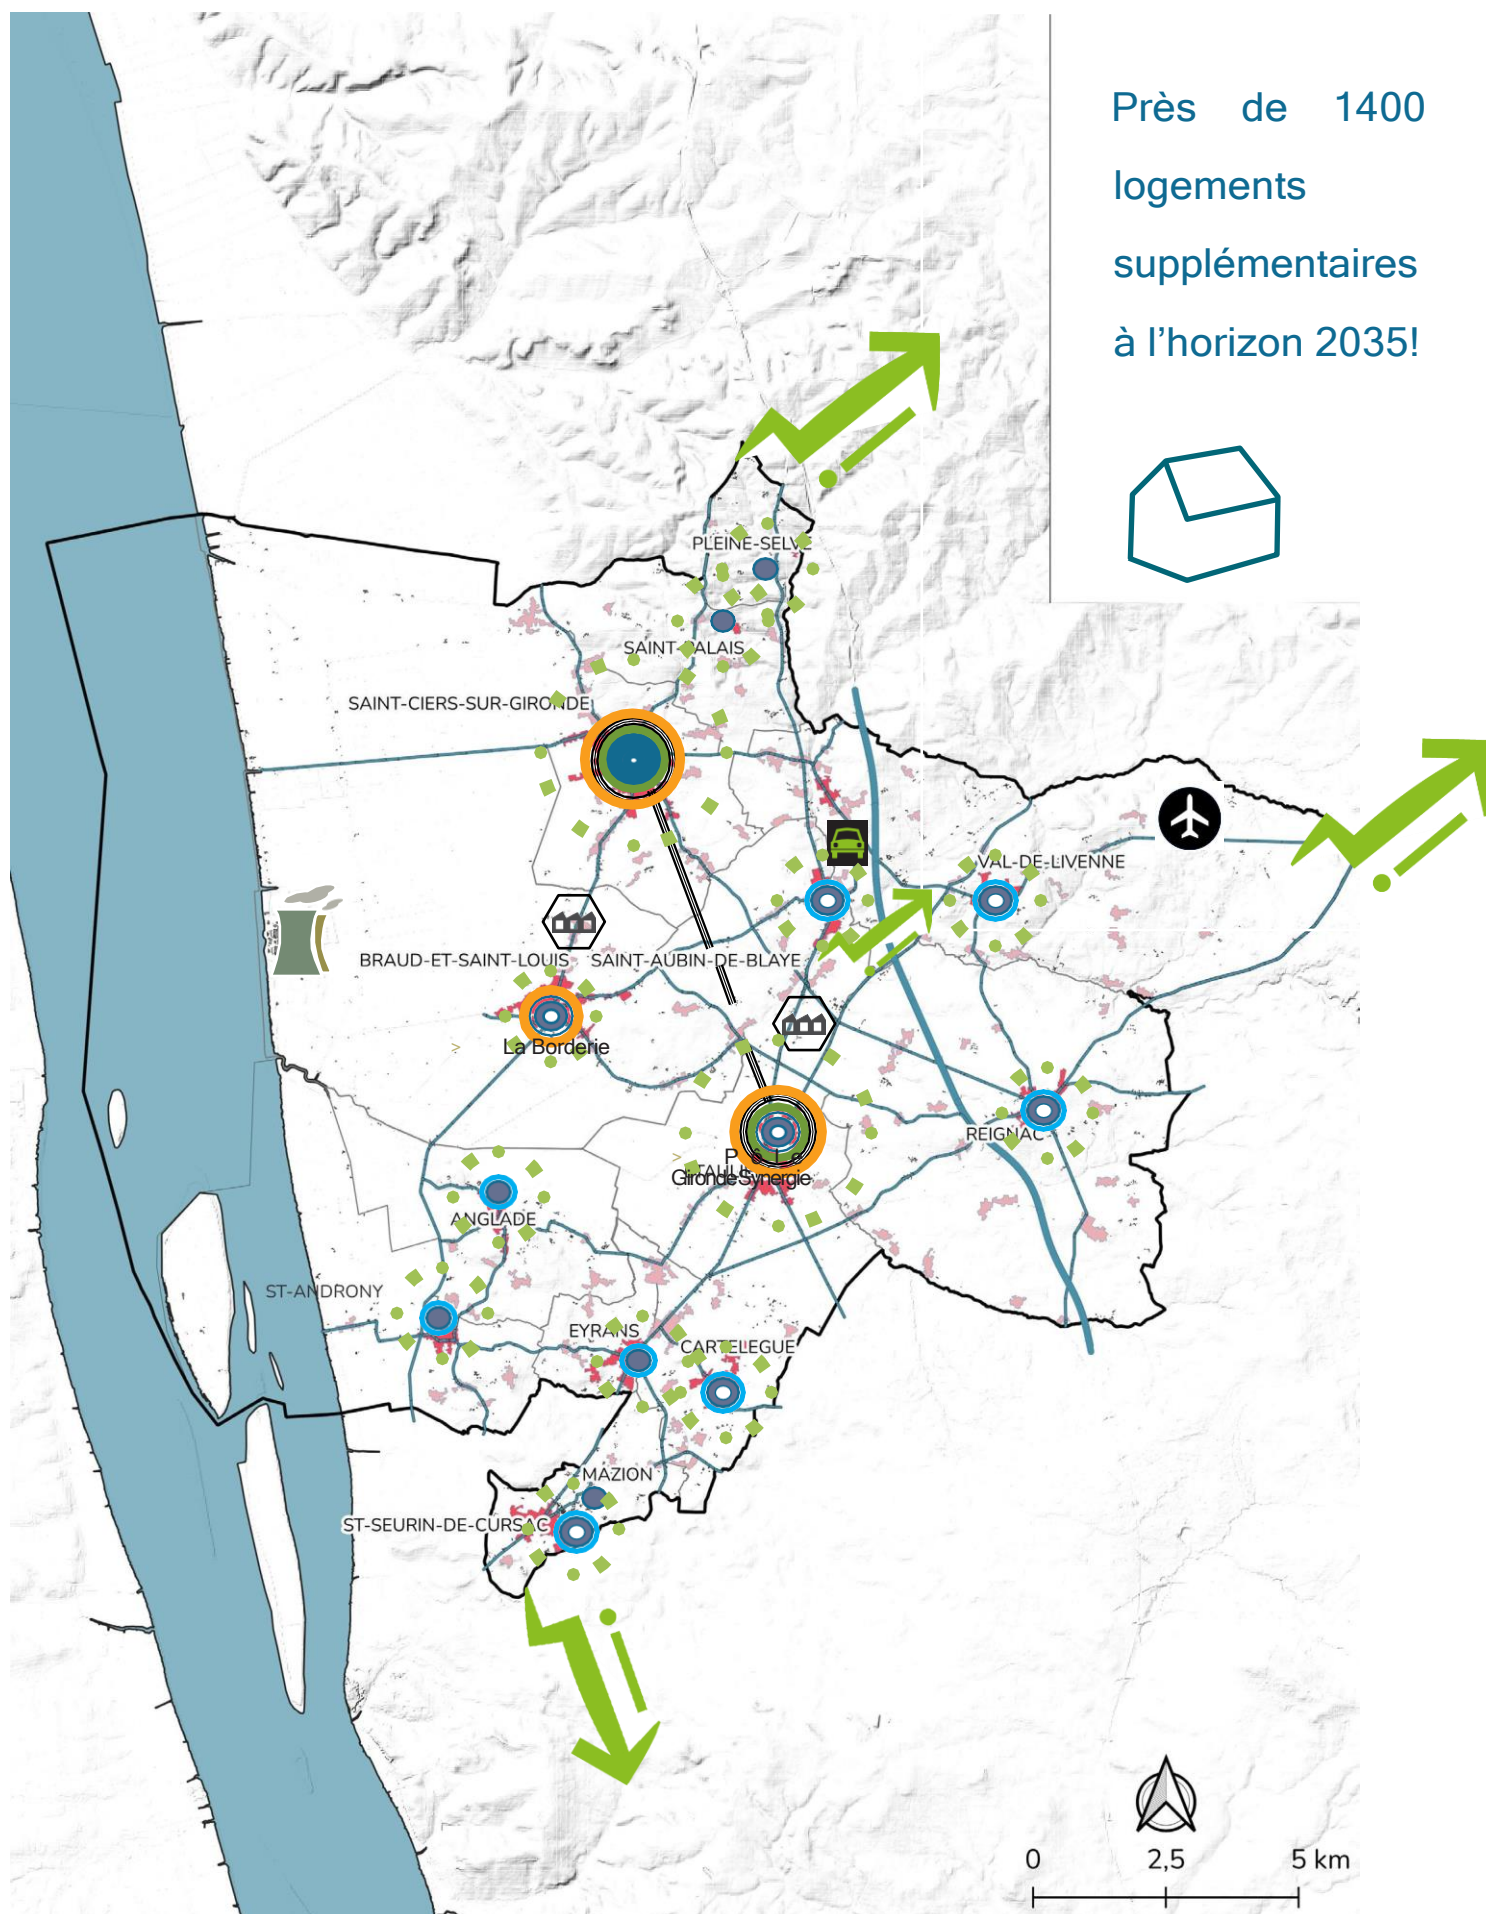 Près de 1400
logements
supplémentaires
à l'horizon 2035!
PLEINE-SELVE
SAINT-PALAIS
SAINT-CIERS-SUR-GIRONDE
VAL-DE-LIVENNE
BRAUD-ET-SAINT-LOUIS
SAINT-AUBIN-DE-BLAYE
La Borderie
REIGNAC
Pôle
Gironde Synergie
ANGLADE
ST-ANDRONY
EYRANS
CARTELEGUE
MAZION
ST-SEURIN-DE-CURSAC
0 2,5 5 km